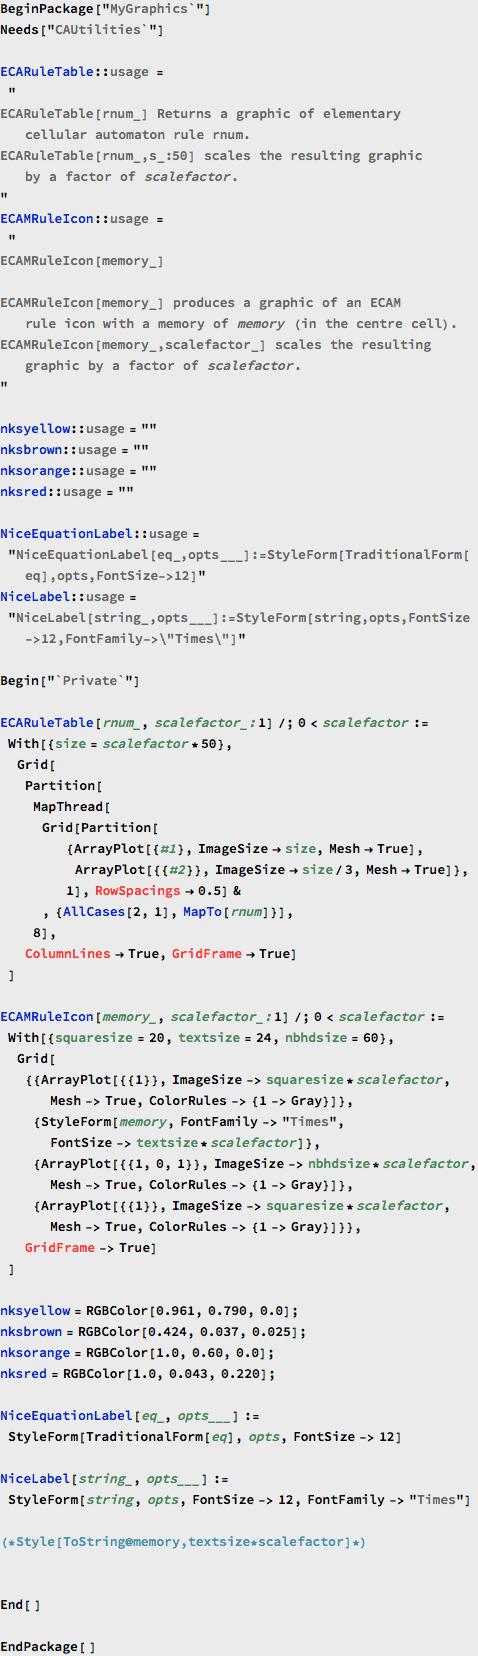 BeginPackage["MyGraphics`"]
Needs["CAUtilities`"]
ECARuleTable::usage =
"
ECARuleTable[rnum_] Returns a graphic of elementary
cellular automaton rule rnum.
ECARuleTable[rnum_,s_:50] scales the resulting graphic
by a factor of scalefactor.
"
ECAMRuleIcon::usage =
"
ECAMRuleIcon[memory_]
ECAMRuleIcon[memory_] produces a graphic of an ECAM
rule icon with a memory of memory (in the centre cell).
ECAMRuleIcon[memory_,scalefactor_] scales the resulting
graphic by a factor of scalefactor.
"
nksyellow::usage = ""
nksbrown::usage = ""
nksorange::usage = ""
nksred::usage = ""
NiceEquationLabel::usage =
"NiceEquationLabel[eq_,opts___]:=StyleForm[TraditionalForm[
eq],opts,FontSize->12]"
NiceLabel::usage =
"NiceLabel[string_,opts___]:=StyleForm[string,opts,FontSize
->12,FontFamily->\"Times\"]"
Begin["`Private`"]
ECARuleTable[rnum_, scalefactor_:1] /; 0 < scalefactor :=
With[{size = scalefactor*50},
Grid[
Partition[
MapThread[
Grid[Partition[
{ArrayPlot[{#1}, ImageSize → size, Mesh → True],
ArrayPlot[{{#2}}, ImageSize → size/3, Mesh → True]},
1], RowSpacings → 0.5] &
, {AllCases[2, 1], MapTo[rnum]}],
8],
ColumnLines → True, GridFrame → True]
]
ECAMRuleIcon[memory_, scalefactor_:1] /; 0 < scalefactor :=
With[{squaresize = 20, textsize = 24, nbhdsize = 60},
Grid[
{{ArrayPlot[{{1}}, ImageSize -> squaresize*scalefactor,
Mesh -> True, ColorRules -> {1 -> Gray}]},
{StyleForm[memory, FontFamily -> "Times",
FontSize -> textsize*scalefactor]},
{ArrayPlot[{{1, 0, 1}}, ImageSize -> nbhdsize*scalefactor,
Mesh -> True, ColorRules -> {1 -> Gray}]},
{ArrayPlot[{{1}}, ImageSize -> squaresize*scalefactor,
Mesh -> True, ColorRules -> {1 -> Gray}]}},
GridFrame -> True]
]
nksyellow = RGBColor[0.961, 0.790, 0.0];
nksbrown = RGBColor[0.424, 0.037, 0.025];
nksorange = RGBColor[1.0, 0.60, 0.0];
nksred = RGBColor[1.0, 0.043, 0.220];
NiceEquationLabel[eq_, opts___] :=
StyleForm[TraditionalForm[eq], opts, FontSize -> 12]
NiceLabel[string_, opts___] :=
StyleForm[string, opts, FontSize -> 12, FontFamily -> "Times"]
(*Style[ToString@memory,textsize*scalefactor]*)
End[]
EndPackage[]